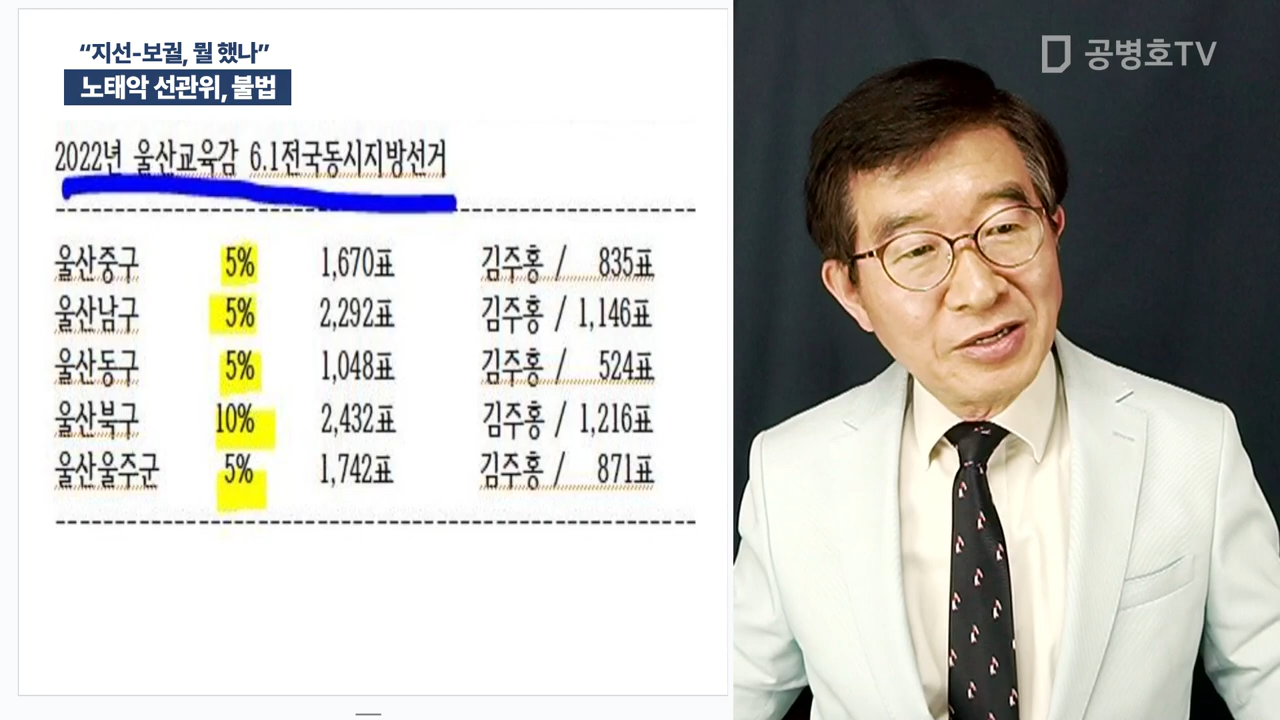 “지선-보궐, 뭘 했나”
노태악 선관위, 불법
공병호TV
2022년 울산교육감 6.1전국동시지방선거
울산중구 5% 1,670표 김주홍 / 835표
울산남구 5% 2,292표 김주홍 / 1,146표
울산동구 5% 1,048표 김주홍 / 524표
울산북구 10% 2,432표 김주홍 / 1,216표
울산울주군 5% 1,742표 김주홍 / 871표